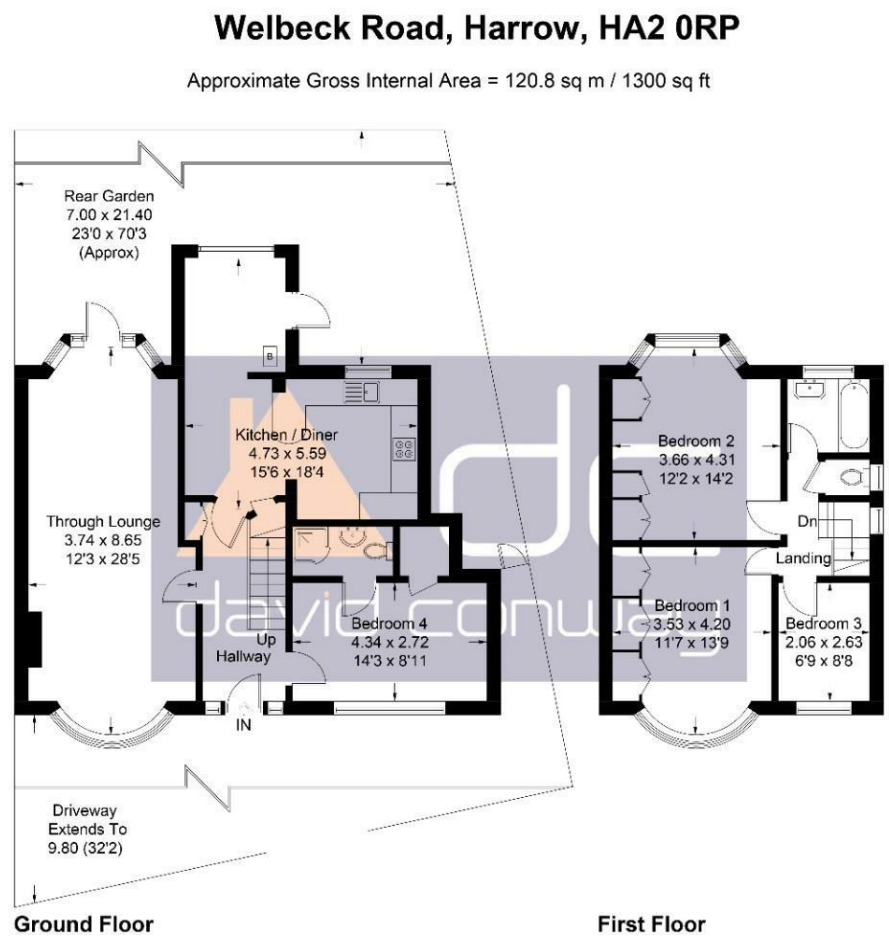 Welbeck Road, Harrow, HA2 0RP
Approximate Gross Internal Area = 120.8 sq m / 1300 sq ft
Rear Garden
7.00 x 21.40
23'0 x 70'3
(Approx)
B
Kitchen / Diner
4.73 x 5.59
15'6 x 18'4
Through Lounge
3.74 x 8.65
12'3 x 28'5
Up
Hallway
IN
Bedroom 4
4.34 x 2.72
14'3 x 8'11
Driveway
Extends To
9.80 (32'2)
Ground Floor
Bedroom 2
3.66 x 4.31
12'2 x 14'2
Dn
Landing
Bedroom 1
3.53 x 4.20
11'7 x 13'9
Bedroom 3
2.06 x 2.63
6'9 x 8'8
First Floor
dc
david conway